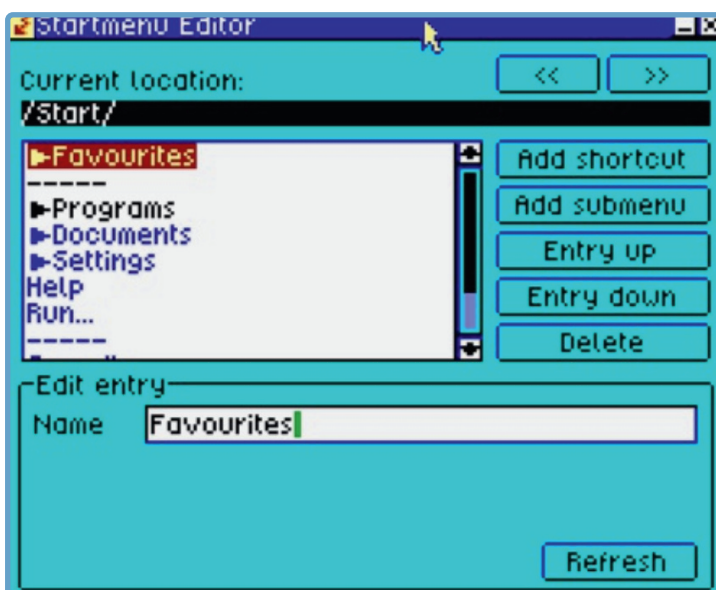 Startmenu Editor
Current location:
<< >>
/Start/
►Favourites
-----
►Programs
►Documents
►Settings
Help
Run...
-----
Add shortcut
Add submenu
Entry up
Entry down
Delete
Edit entry
Name Favourites
Refresh